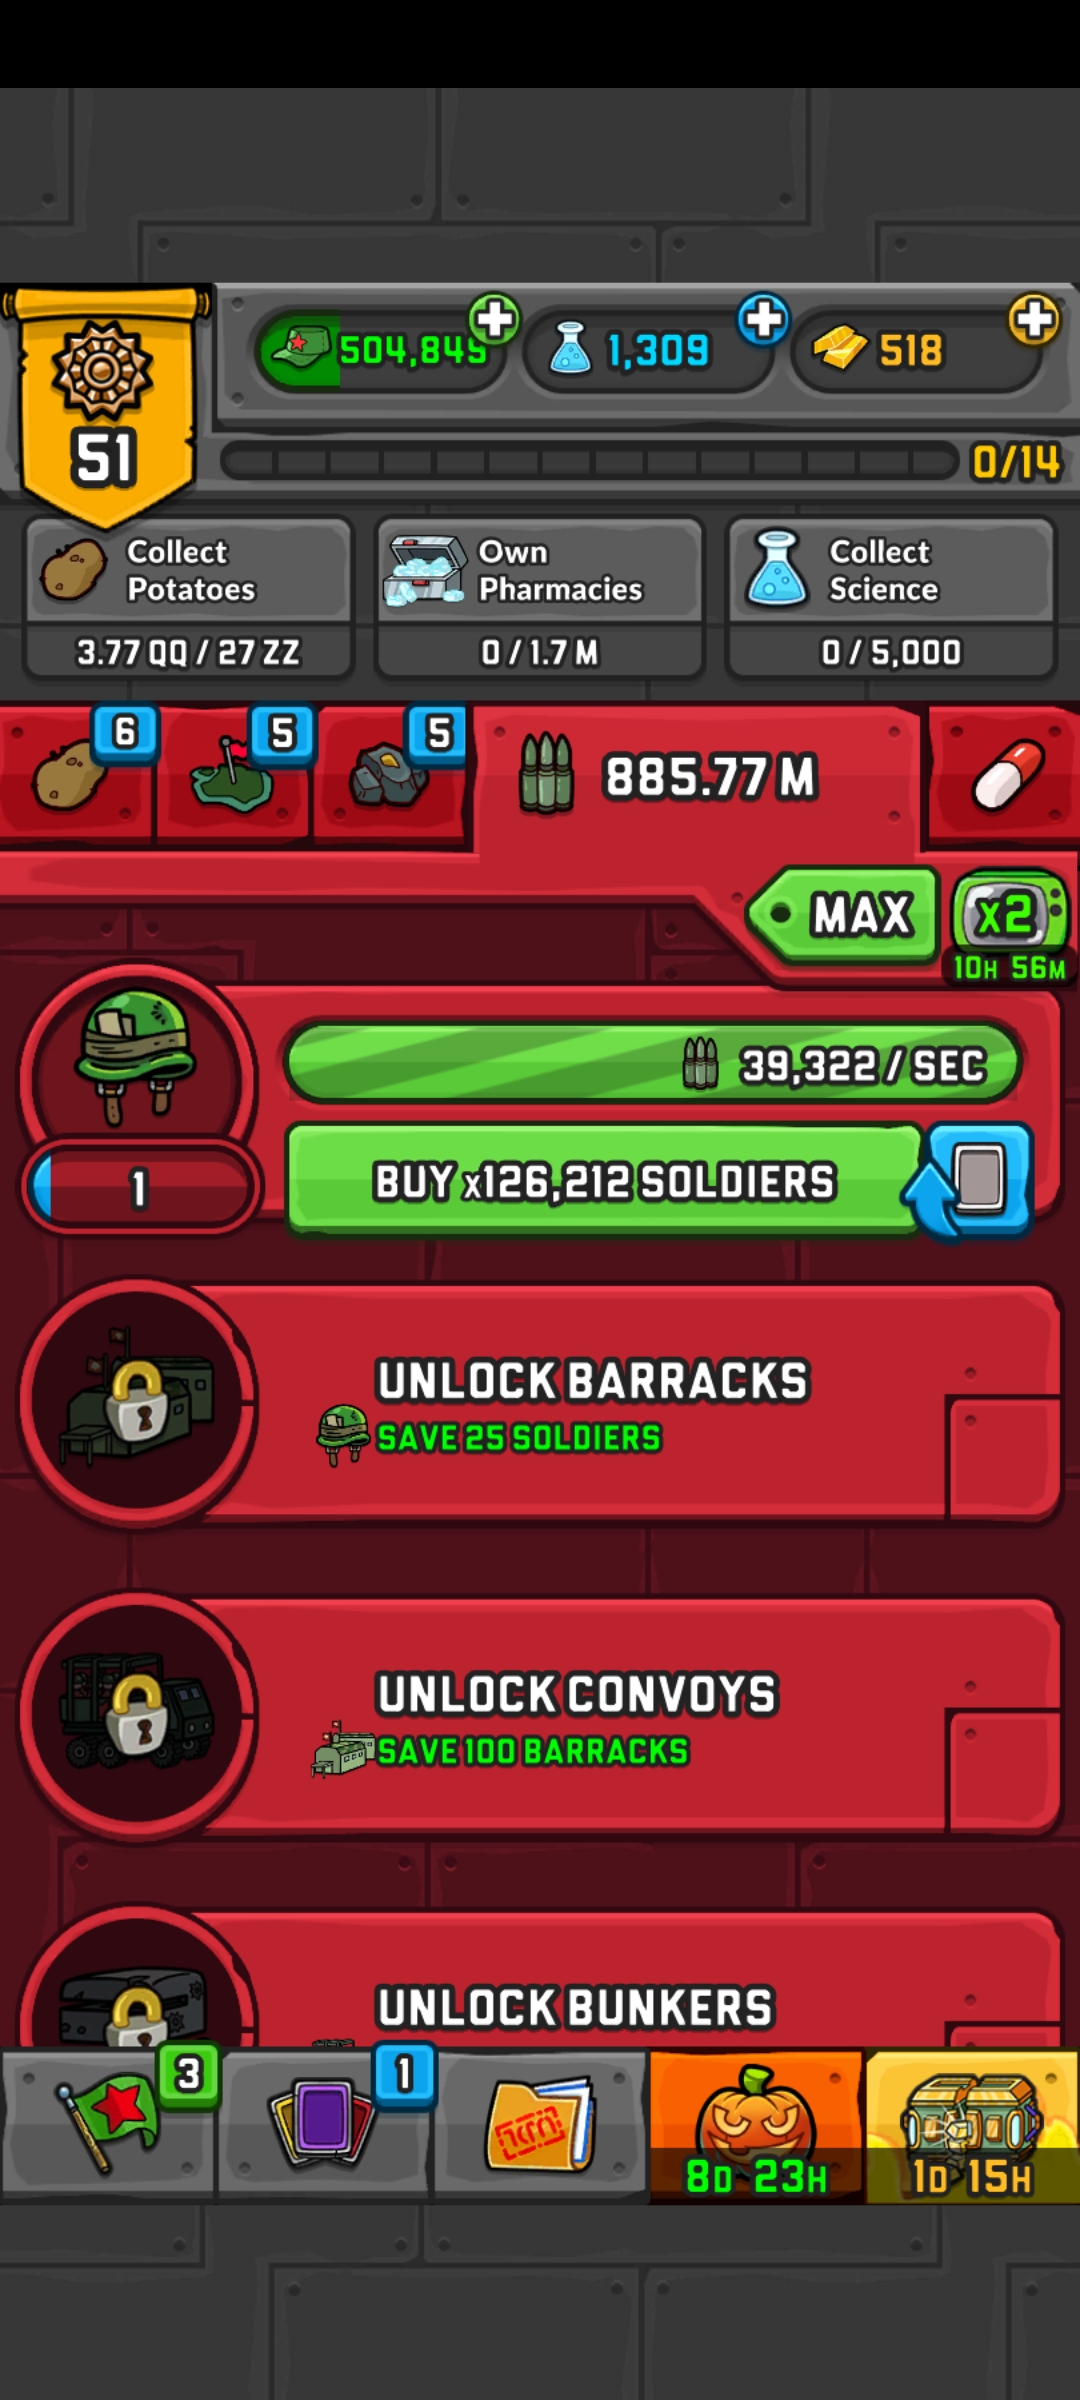 504,849
1,309
518
51
0/14
Collect
Potatoes
3.77 QQ / 27 ZZ
Own
Pharmacies
0 / 1.7 M
Collect
Science
0 / 5,000
6
5
5
885.77 M
MAX
x2
10H 56M
39,322 / SEC
1
BUY x126,212 SOLDIERS
UNLOCK BARRACKS
SAVE 25 SOLDIERS
UNLOCK CONVOYS
SAVE 100 BARRACKS
UNLOCK BUNKERS
3
1
8D 23H
1D 15H